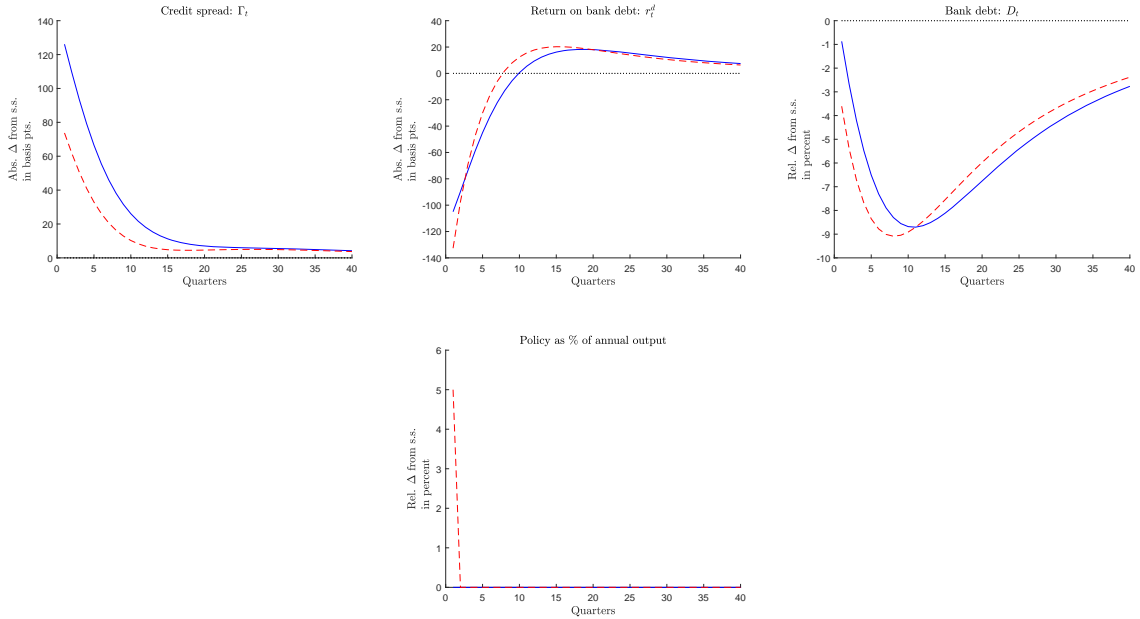 Credit spread: Γt
Abs. Δ from s.s.
in basis pts.
140
120
100
80
60
40
20
0
0 5 10 15 20 25 30 35 40
Quarters
Return on bank debt: r_t^d
Abs. Δ from s.s.
in basis pts.
40
20
0
-20
-40
-60
-80
-100
-120
-140
0 5 10 15 20 25 30 35 40
Quarters
Bank debt: Dt
Rel. Δ from s.s.
in percent
0
-1
-2
-3
-4
-5
-6
-7
-8
-9
-10
0 5 10 15 20 25 30 35 40
Quarters
Policy as % of annual output
Rel. Δ from s.s.
in percent
6
5
4
3
2
1
0
0 5 10 15 20 25 30 35 40
Quarters